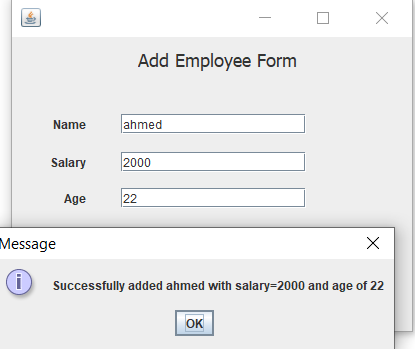 Add Employee Form
Name ahmed
Salary 2000
Age 22
Message
Successfully added ahmed with salary=2000 and age of 22
OK